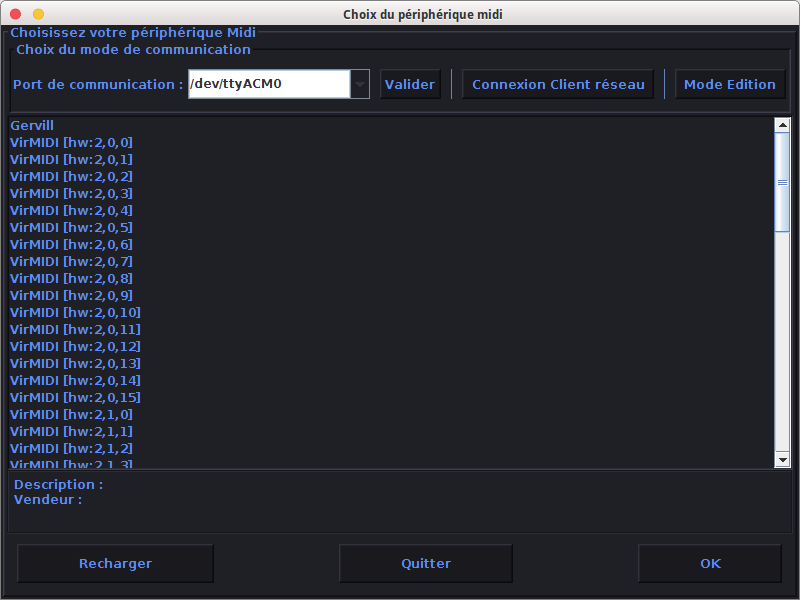 Choix du périphérique midi
Choisissez votre périphérique Midi
Choix du mode de communication
Port de communication : /dev/ttyACM0 Valider Connexion Client réseau Mode Edition
Gervill
VirMIDI [hw:2,0,0]
VirMIDI [hw:2,0,1]
VirMIDI [hw:2,0,2]
VirMIDI [hw:2,0,3]
VirMIDI [hw:2,0,4]
VirMIDI [hw:2,0,5]
VirMIDI [hw:2,0,6]
VirMIDI [hw:2,0,7]
VirMIDI [hw:2,0,8]
VirMIDI [hw:2,0,9]
VirMIDI [hw:2,0,10]
VirMIDI [hw:2,0,11]
VirMIDI [hw:2,0,12]
VirMIDI [hw:2,0,13]
VirMIDI [hw:2,0,14]
VirMIDI [hw:2,0,15]
VirMIDI [hw:2,1,0]
VirMIDI [hw:2,1,1]
VirMIDI [hw:2,1,2]
VirMIDI [hw:2,1,3]
Description :
Vendeur :
Recharger Quitter OK